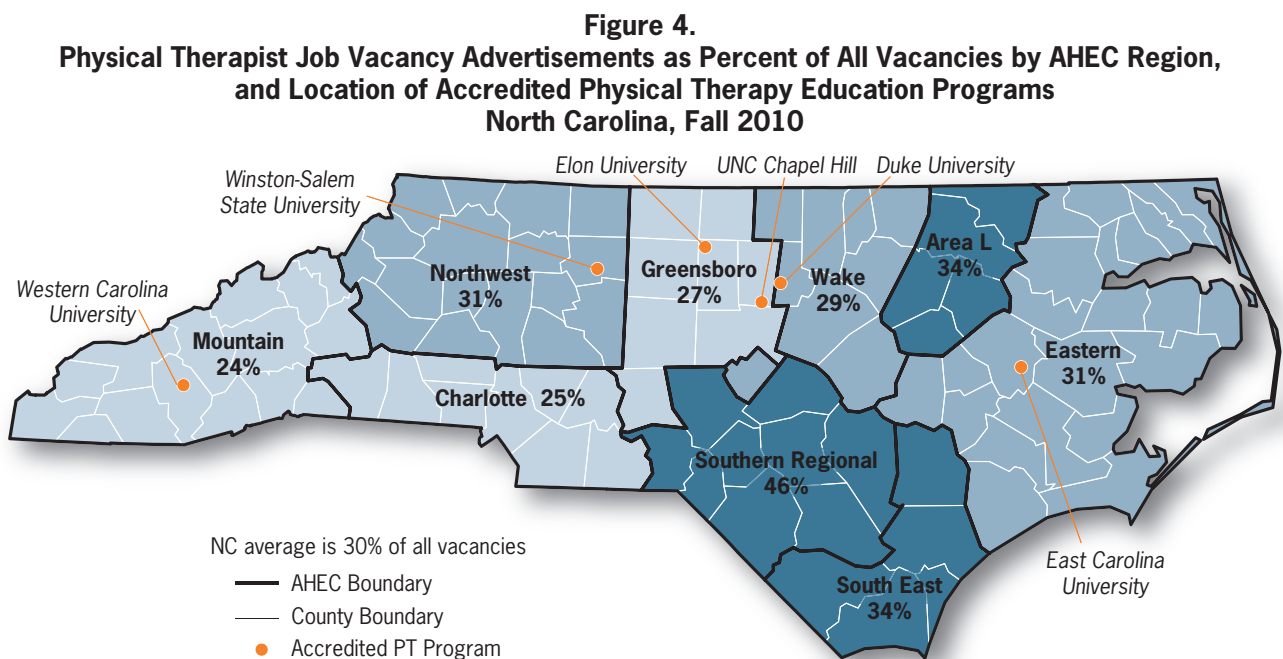 Figure 4.
Physical Therapist Job Vacancy Advertisements as Percent of All Vacancies by AHEC Region,
and Location of Accredited Physical Therapy Education Programs
North Carolina, Fall 2010
Elon University
UNC Chapel Hill
Duke University
Winston-Salem
State University
Western Carolina
University
Northwest
31%
Greensboro
27%
Wake
29%
Area L
34%
Mountain
24%
Charlotte 25%
Eastern
31%
Southern Regional
46%
South East
34%
East Carolina
University
NC average is 30% of all vacancies
AHEC Boundary
County Boundary
Accredited PT Program